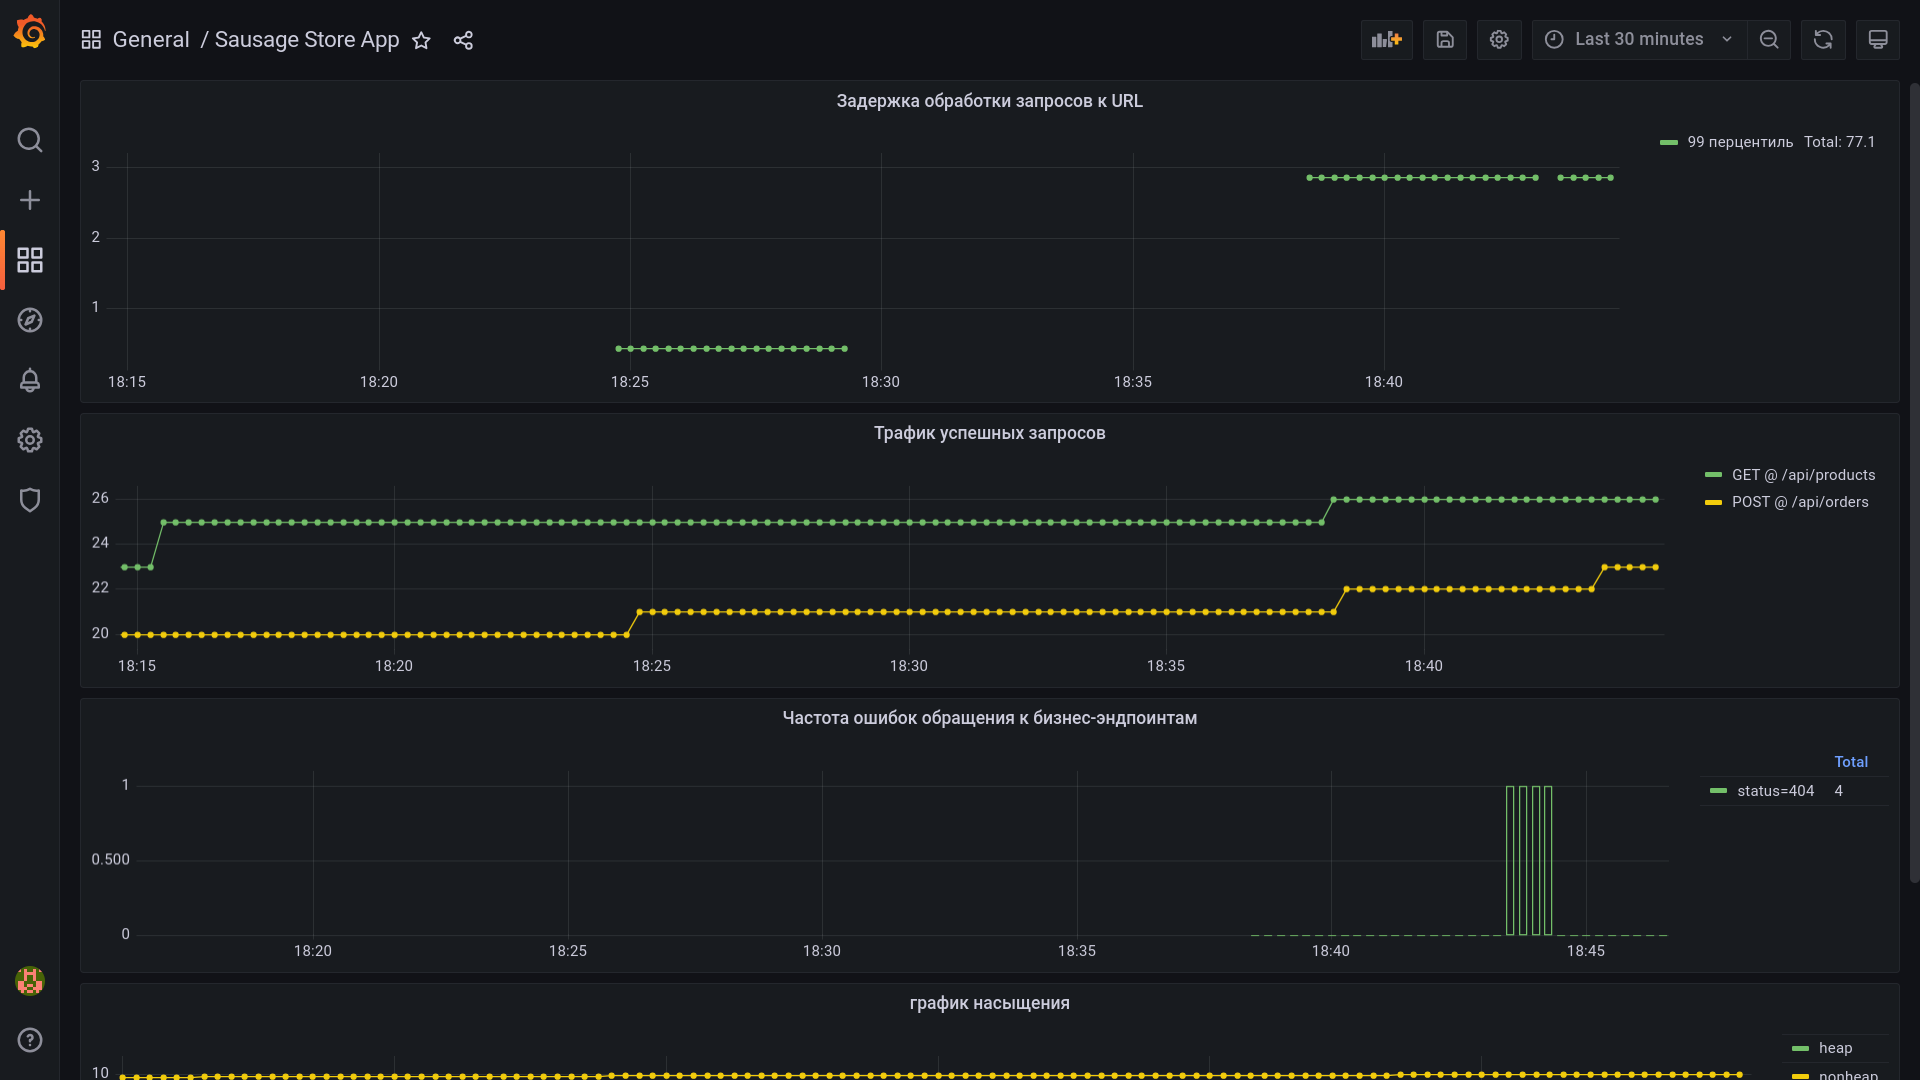 General / Sausage Store App
Last 30 minutes
Задержка обработки запросов к URL
99 перцентиль Total: 77.1
3
2
1
18:15 18:20 18:25 18:30 18:35 18:40
Трафик успешных запросов
GET @ /api/products
POST @ /api/orders
26
24
22
20
18:15 18:20 18:25 18:30 18:35 18:40
Частота ошибок обращения к бизнес-эндпоинтам
Total
status=404 4
1
0.500
0
18:20 18:25 18:30 18:35 18:40 18:45
график насыщения
heap
nonheap
10